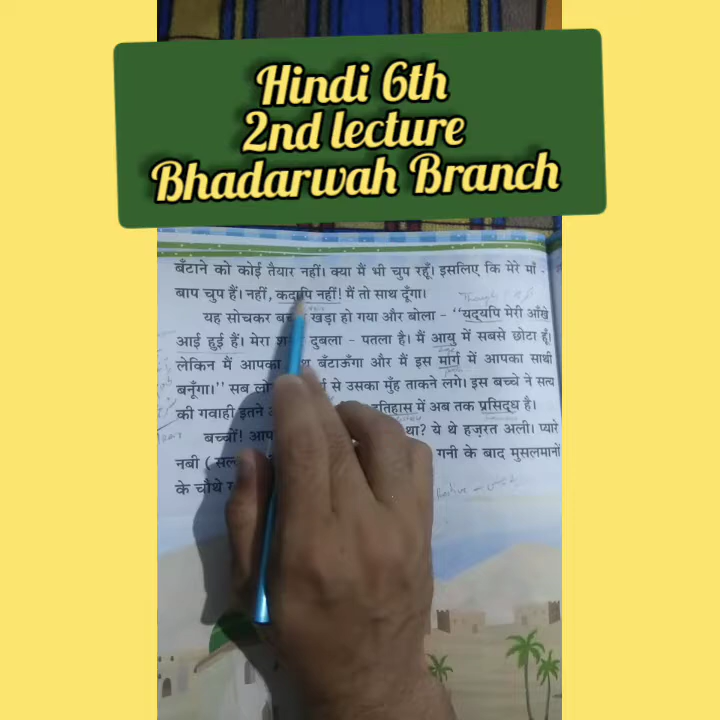 Hindi 6th
2nd lecture
Bhadarwah Branch
बँटाने को कोई तैयार नहीं। क्या मैं भी चुप रहूँ। इसलिए कि मेरे माँ -
बाप चुप हैं। नहीं, कदापि नहीं! मैं तो साथ दूँगा।
यह सोचकर खड़ा हो गया और बोला - “यद्यपि मेरी आँखे
आई हुई हैं। मेरा दुबला - पतला है। मैं आयु में सबसे छोटा हूँ।
लेकिन मैं आपका बँटाऊँगा और मैं इस मार्ग में आपका साथी
बनूँगा।” सब से उसका मुँह ताकने लगे। इस बच्चे ने सत्य
की गवाही इतने इतिहास में अब तक प्रसिद्ध है।
बच्चों! था? ये थे हज़रत अली। प्यारे
नबी गनी के बाद मुसलमानों
के चौथे